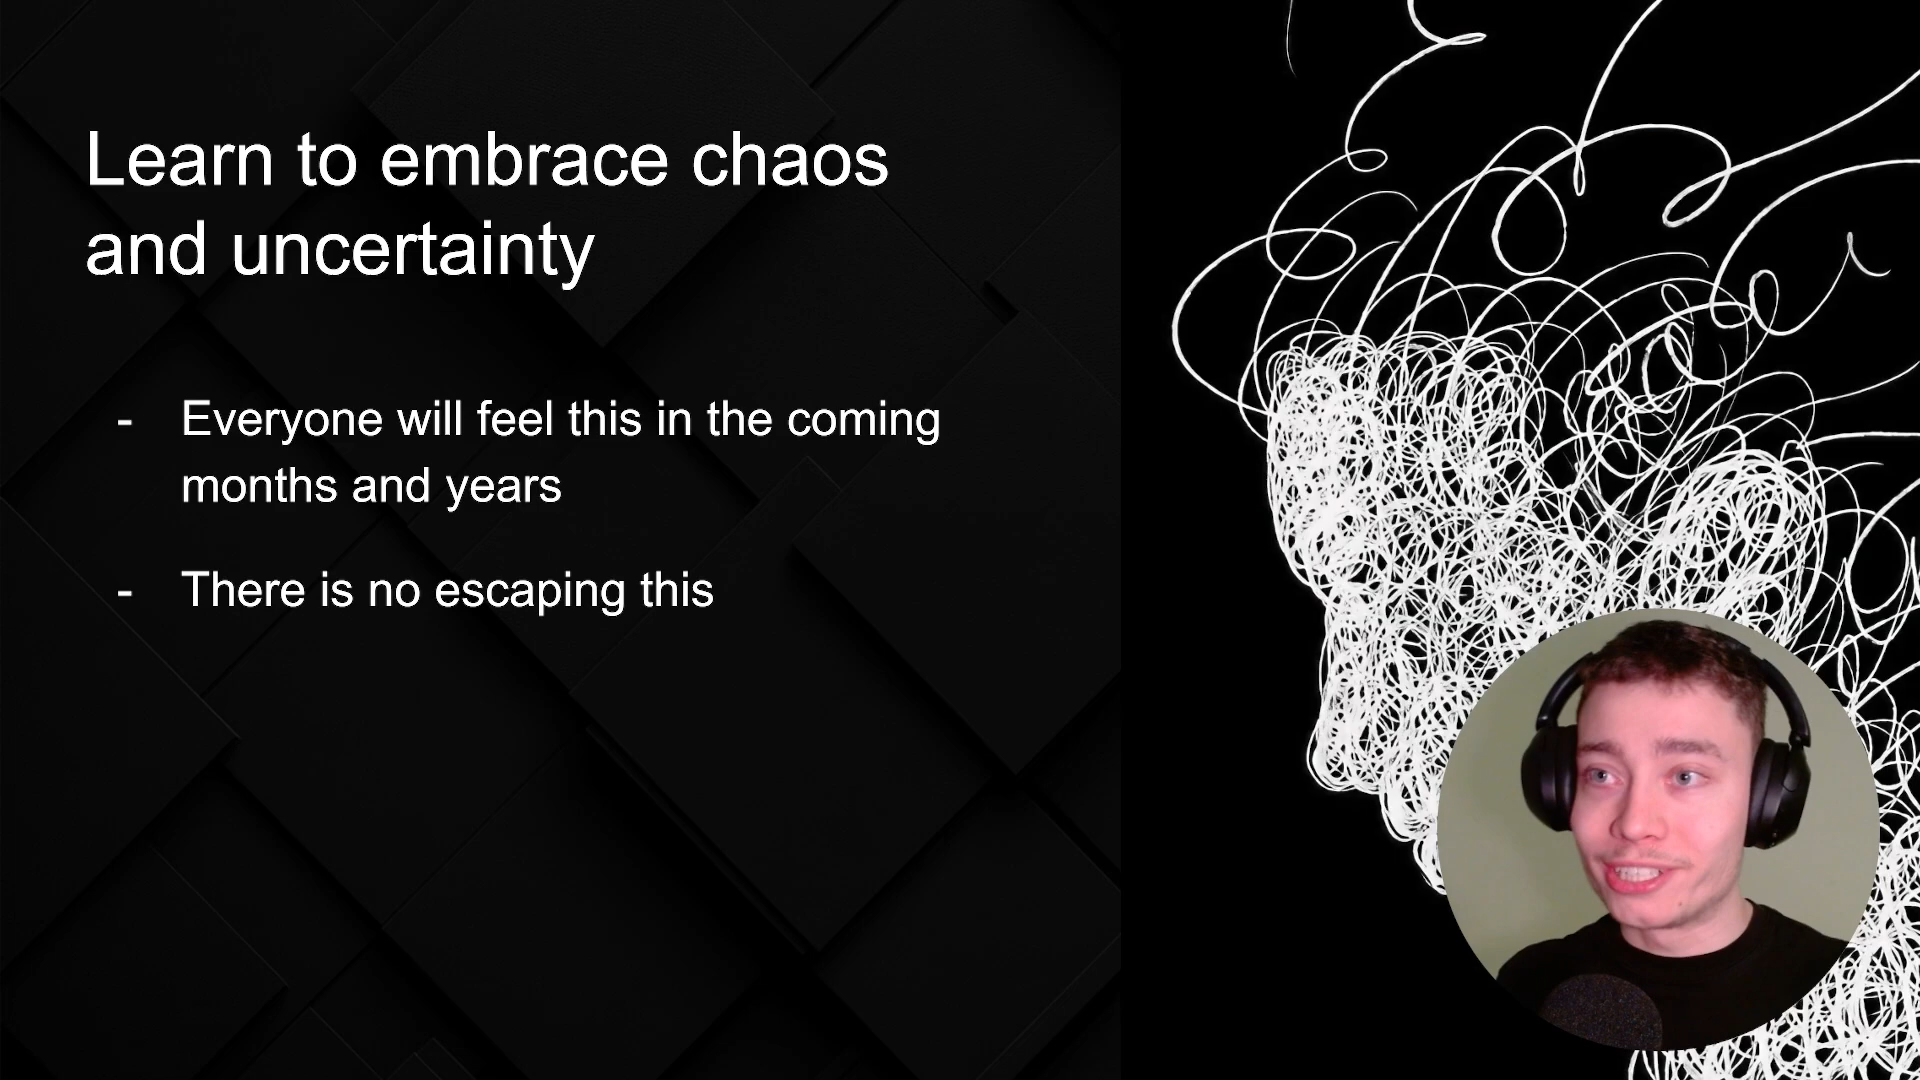 Learn to embrace chaos
and uncertainty
- Everyone will feel this in the coming
months and years
- There is no escaping this